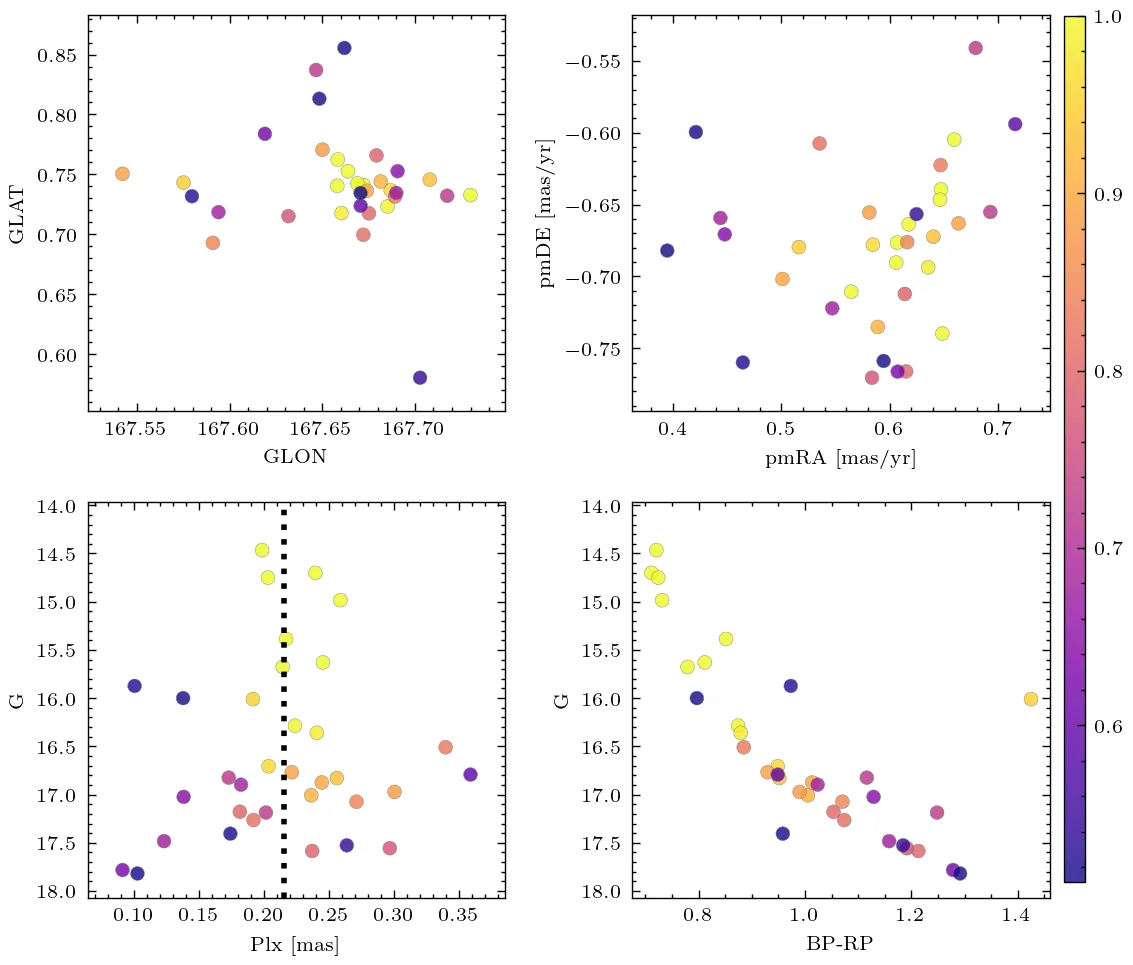 0.85
0.80
0.75
0.70
0.65
0.60
GLAT
167.55 167.60 167.65 167.70
GLON
−0.55
−0.60
−0.65
−0.70
−0.75
pmDE [mas/yr]
0.4 0.5 0.6 0.7
pmRA [mas/yr]
1.0
0.9
0.8
0.7
0.6
14.0
14.5
15.0
15.5
16.0
16.5
17.0
17.5
18.0
G
0.10 0.15 0.20 0.25 0.30 0.35
Plx [mas]
14.0
14.5
15.0
15.5
16.0
16.5
17.0
17.5
18.0
G
0.8 1.0 1.2 1.4
BP-RP